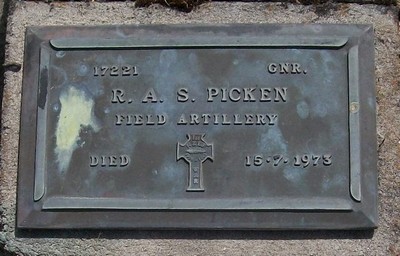 17221 GNR.
R. A. S. PICKEN
FIELD ARTILLERY
DIED 15-7-1973